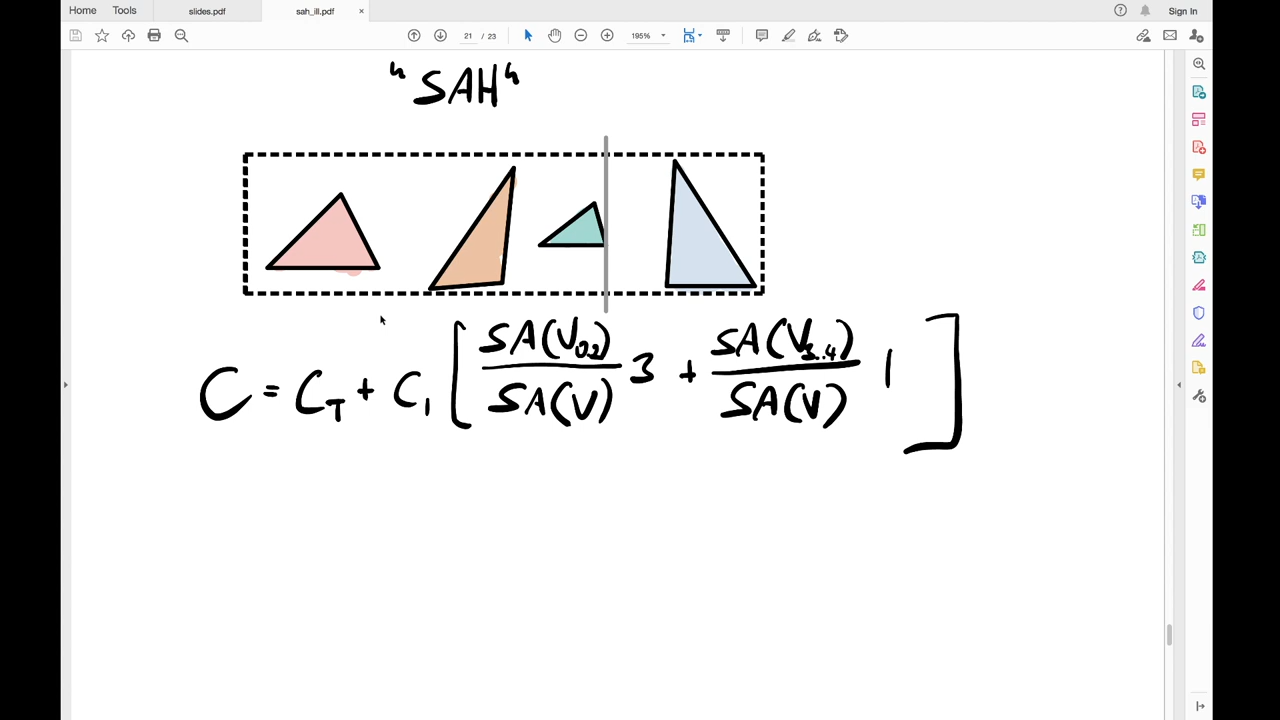 Home Tools slides.pdf sah_ill.pdf × Sign In
21 / 23 195%
"SAH"
C = C_T + C_I [ SA(V_0..2) / SA(V) 3 + SA(V_3..4) / SA(V) 1 ]